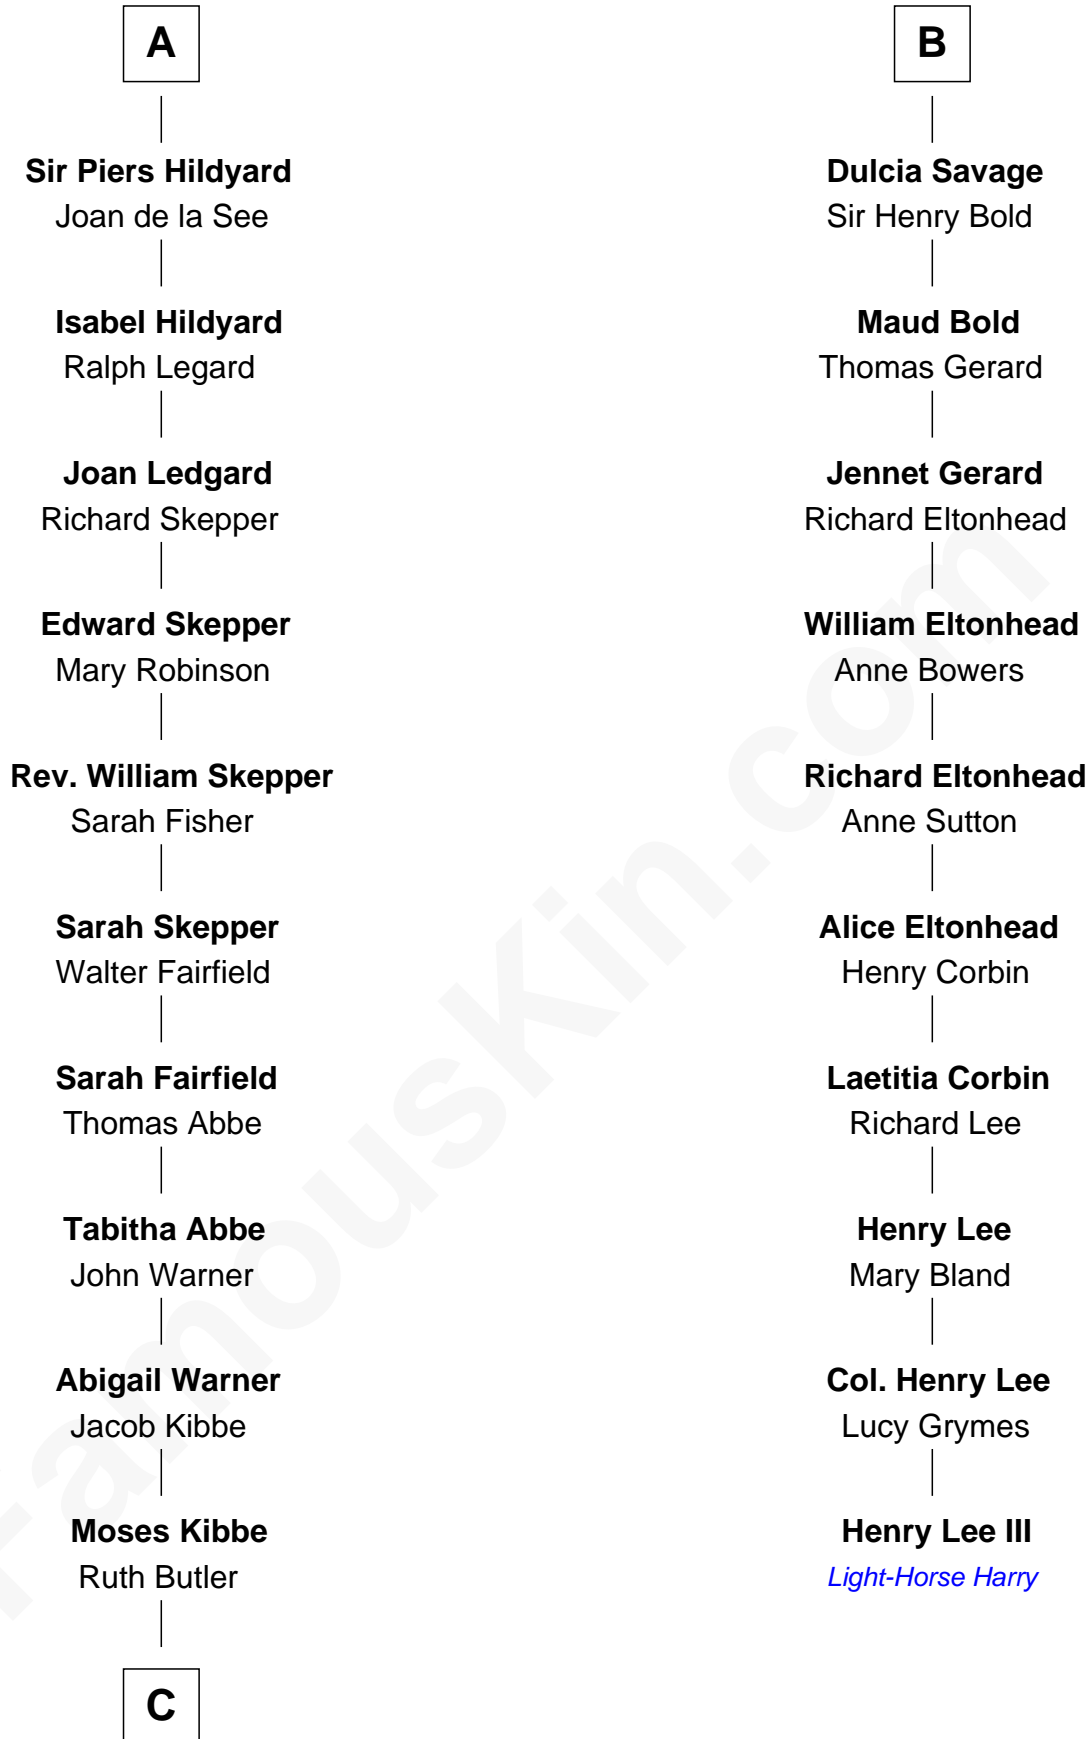 A
Sir Piers Hildyard
Joan de la See
Isabel Hildyard
Ralph Legard
Joan Ledgard
Richard Skepper
Edward Skepper
Mary Robinson
Rev. William Skepper
Sarah Fisher
Sarah Skepper
Walter Fairfield
Sarah Fairfield
Thomas Abbe
Tabitha Abbe
John Warner
Abigail Warner
Jacob Kibbe
Moses Kibbe
Ruth Butler
C
B
Dulcia Savage
Sir Henry Bold
Maud Bold
Thomas Gerard
Jennet Gerard
Richard Eltonhead
William Eltonhead
Anne Bowers
Richard Eltonhead
Anne Sutton
Alice Eltonhead
Henry Corbin
Laetitia Corbin
Richard Lee
Henry Lee
Mary Bland
Col. Henry Lee
Lucy Grymes
Henry Lee III
Light-Horse Harry
FamousKin.com